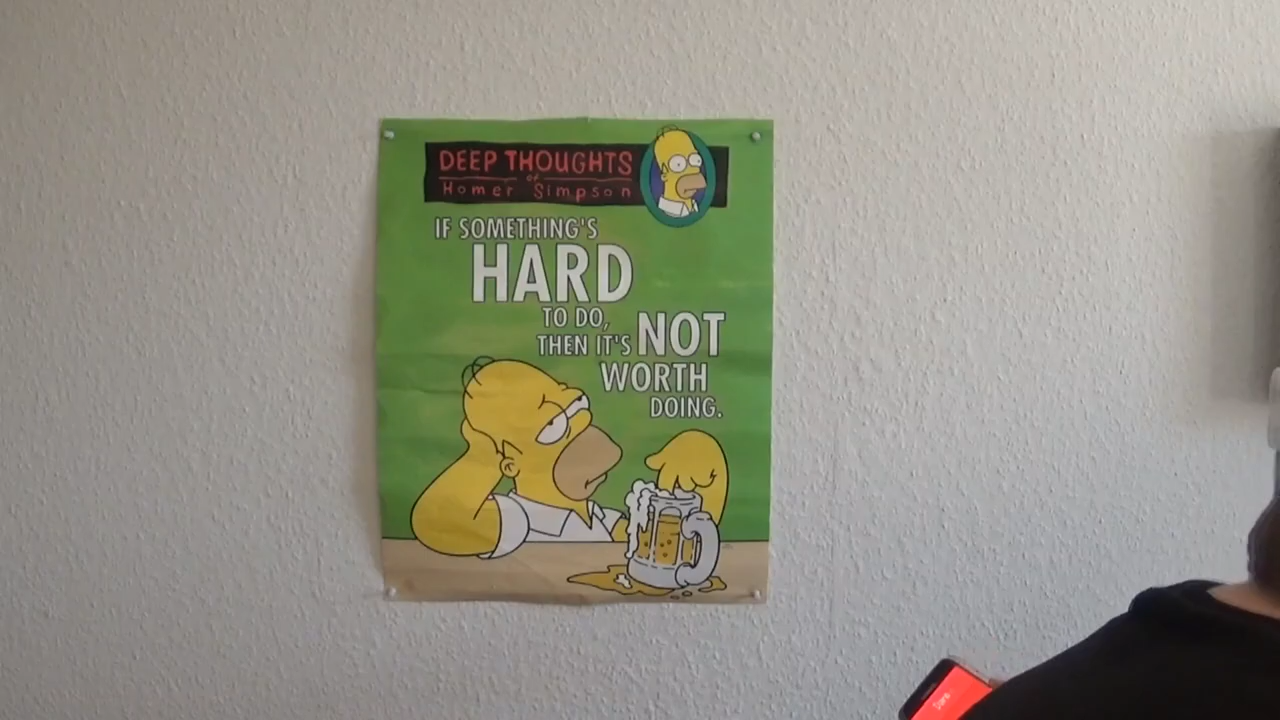 DEEP THOUGHTS
of
Homer Simpson
IF SOMETHING'S
HARD
TO DO,
THEN IT'S NOT
WORTH
DOING.